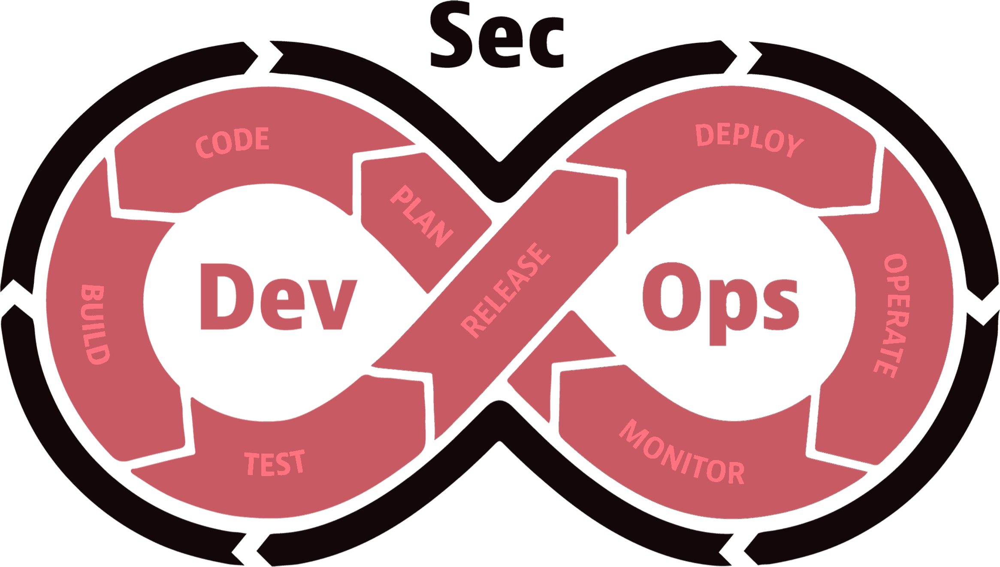 Sec
CODE
DEPLOY
PLAN
Dev
RELEASE
Ops
BUILD
OPERATE
TEST
MONITOR